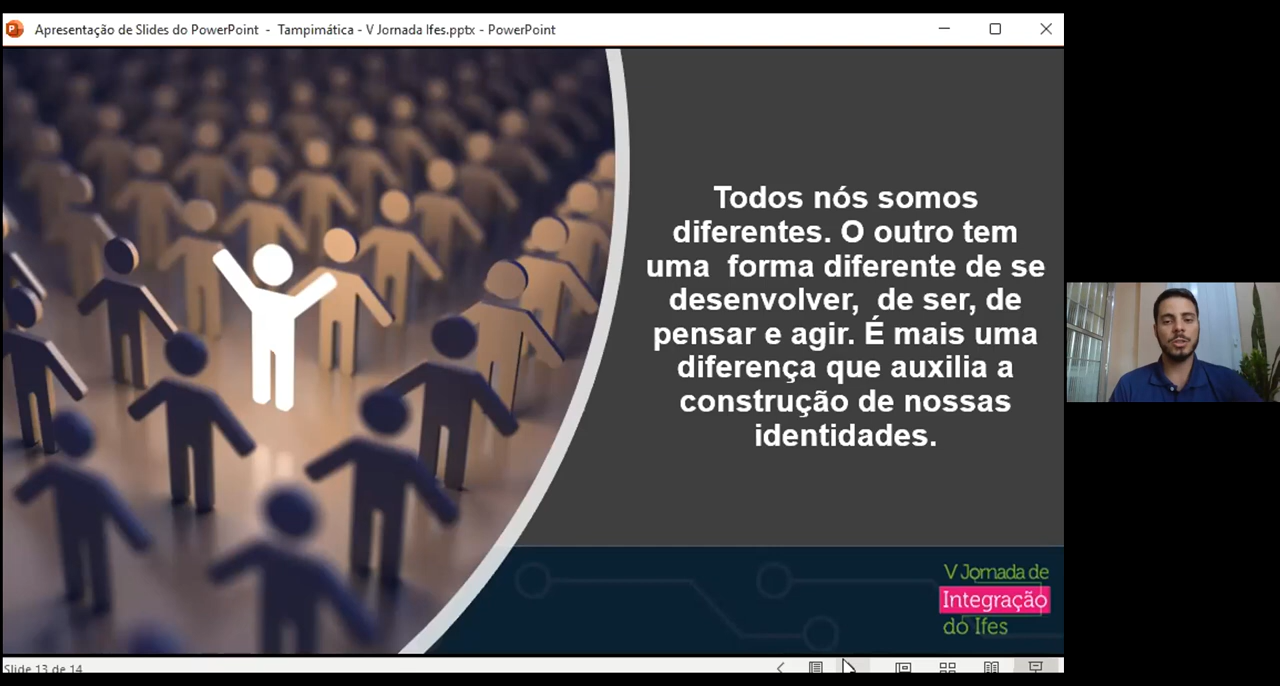 Apresentação de Slides do PowerPoint - Tampimática - V Jornada Ifes.pptx - PowerPoint
Todos nós somos
diferentes. O outro tem
uma forma diferente de se
desenvolver, de ser, de
pensar e agir. É mais uma
diferença que auxilia a
construção de nossas
identidades.
V Jornada de
Integração
do Ifes
Slide 13 de 14